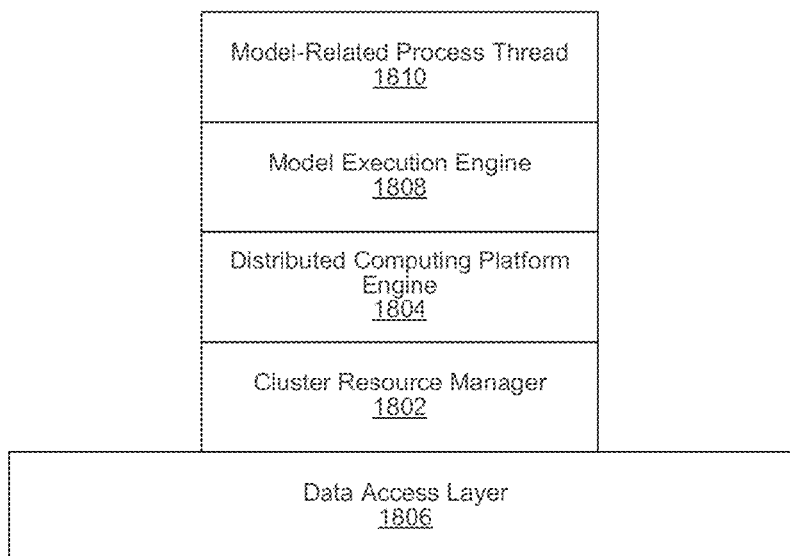 Model-Related Process Thread
1810
Model Execution Engine
1808
Distributed Computing Platform
Engine
1804
Cluster Resource Manager
1802
Data Access Layer
1806